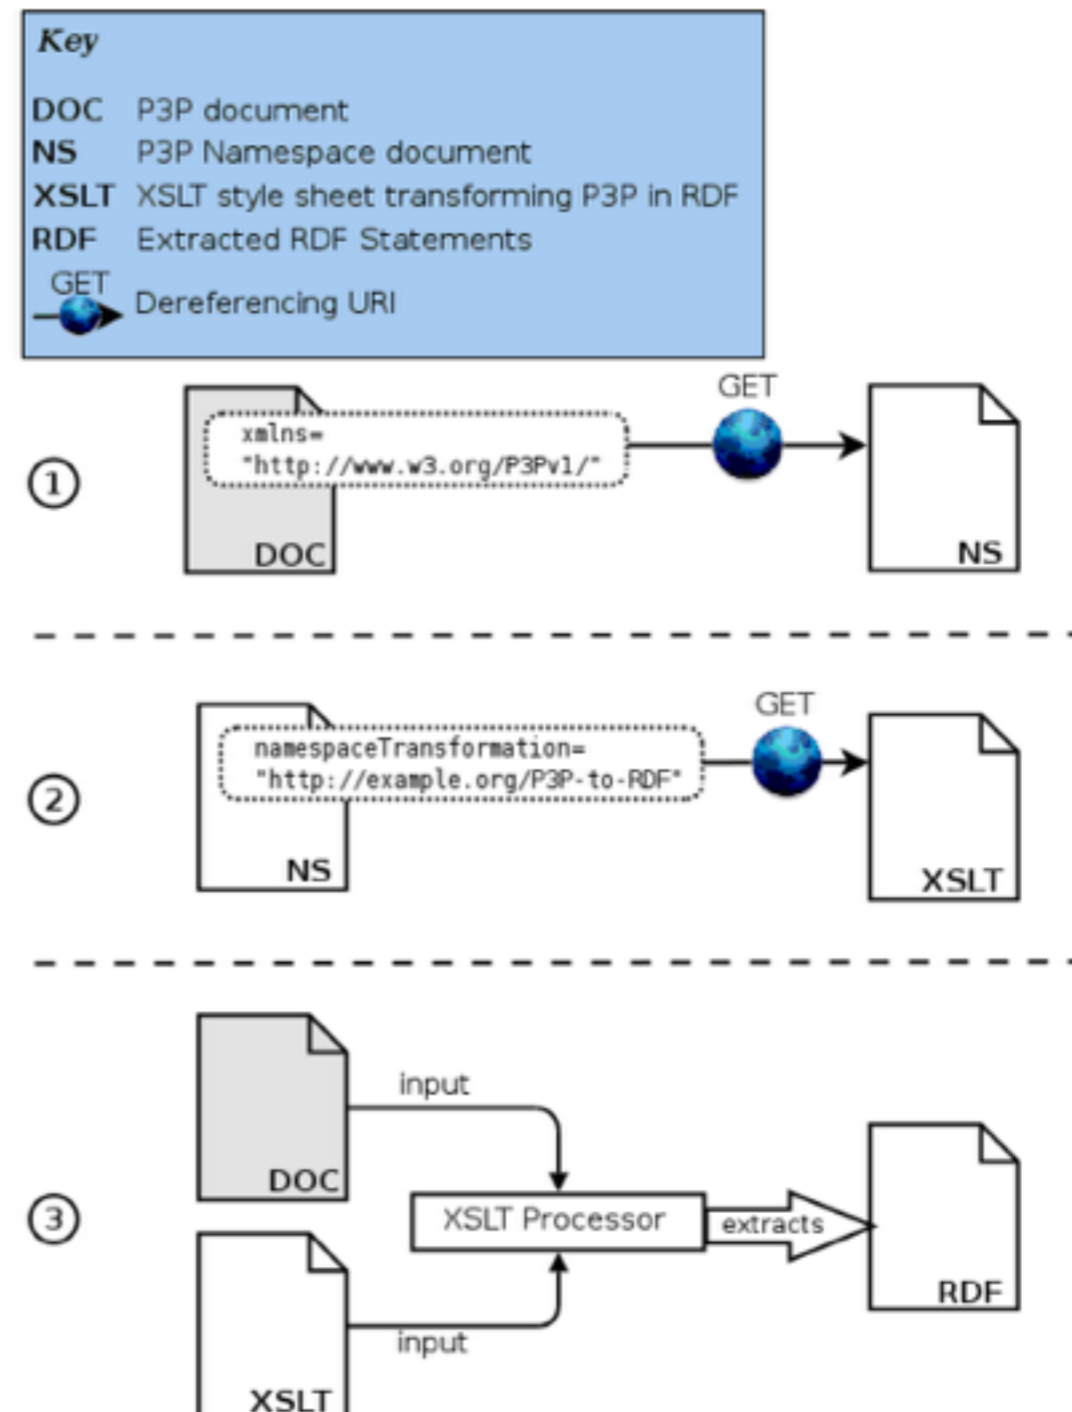 Key
DOC P3P document
NS P3P Namespace document
XSLT XSLT style sheet transforming P3P in RDF
RDF Extracted RDF Statements
GET
Dereferencing URI
GET
xmlns=
"http://www.w3.org/P3Pv1/"
1
DOC
NS
GET
namespaceTransformation=
"http://example.org/P3P-to-RDF"
2
NS
XSLT
input
DOC
3
XSLT Processor
extracts
RDF
input
XSLT